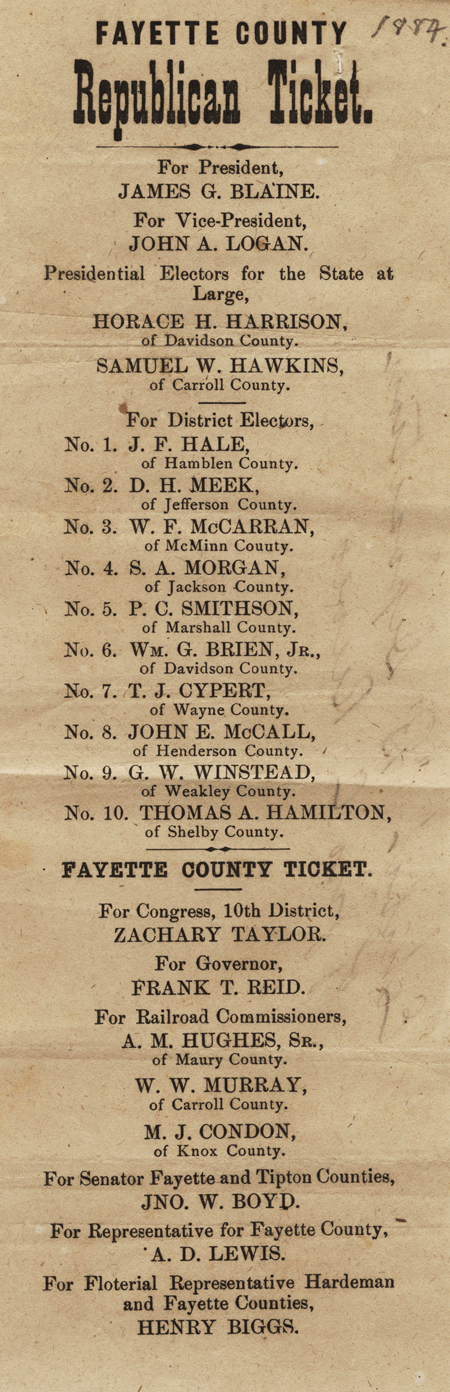 1884.
FAYETTE COUNTY
Republican Ticket.
For President,
JAMES G. BLAINE.
For Vice-President,
JOHN A. LOGAN.
Presidential Electors for the State at
Large,
HORACE H. HARRISON,
of Davidson County.
SAMUEL W. HAWKINS,
of Carroll County.
For District Electors,
No. 1. J. F. HALE,
of Hamblen County.
No. 2. D. H. MEEK,
of Jefferson County.
No. 3. W. F. McCARRAN,
of McMinn Couuty.
No. 4. S. A. MORGAN,
of Jackson County.
No. 5. P. C. SMITHSON,
of Marshall County.
No. 6. WM. G. BRIEN, JR.,
of Davidson County.
No. 7. T. J. CYPERT,
of Wayne County.
No. 8. JOHN E. McCALL,
of Henderson County.
No. 9. G. W. WINSTEAD,
of Weakley County.
No. 10. THOMAS A. HAMILTON,
of Shelby County.
FAYETTE COUNTY TICKET.
For Congress, 10th District,
ZACHARY TAYLOR.
For Governor,
FRANK T. REID.
For Railroad Commissioners,
A. M. HUGHES, SR.,
of Maury County.
W. W. MURRAY,
of Carroll County.
M. J. CONDON,
of Knox County.
For Senator Fayette and Tipton Counties,
JNO. W. BOYD.
For Representative for Fayette County,
A. D. LEWIS.
For Floterial Representative Hardeman
and Fayette Counties,
HENRY BIGGS.